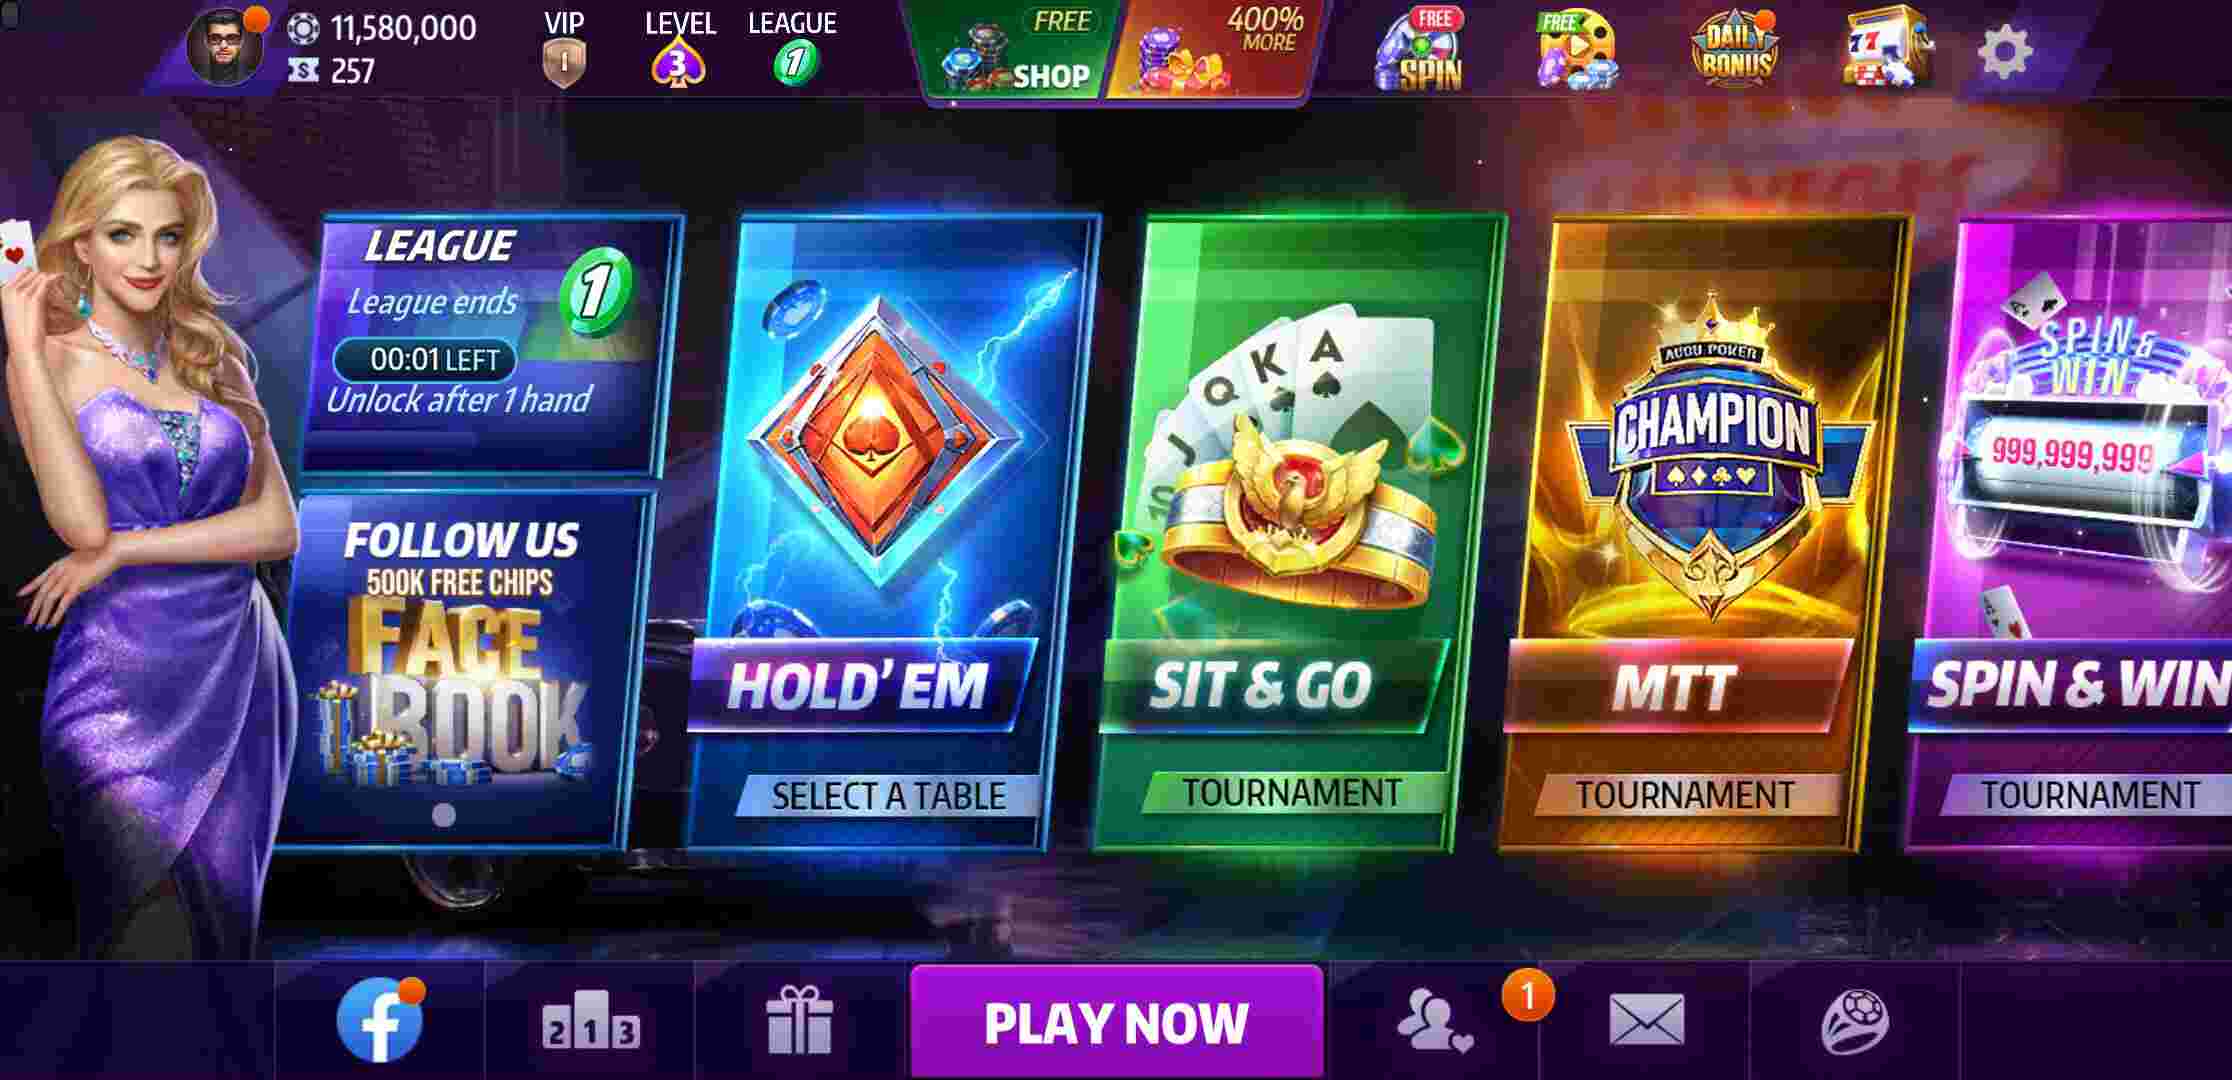 11,580,000
257
VIP
1
LEVEL
3
LEAGUE
1
FREE
SHOP
400%
MORE
FREE
SPIN
FREE
DAILY
BONUS
77
LEAGUE
1
League ends
00:01 LEFT
Unlock after 1 hand
FOLLOW US
500K FREE CHIPS
FACE
BOOK
HOLD'EM
SELECT A TABLE
A
K
Q
J
10
SIT & GO
TOURNAMENT
CHAMPION
MTT
TOURNAMENT
SPIN &
WIN
999,999,999
SPIN & WIN
TOURNAMENT
2 1 3
PLAY NOW
1